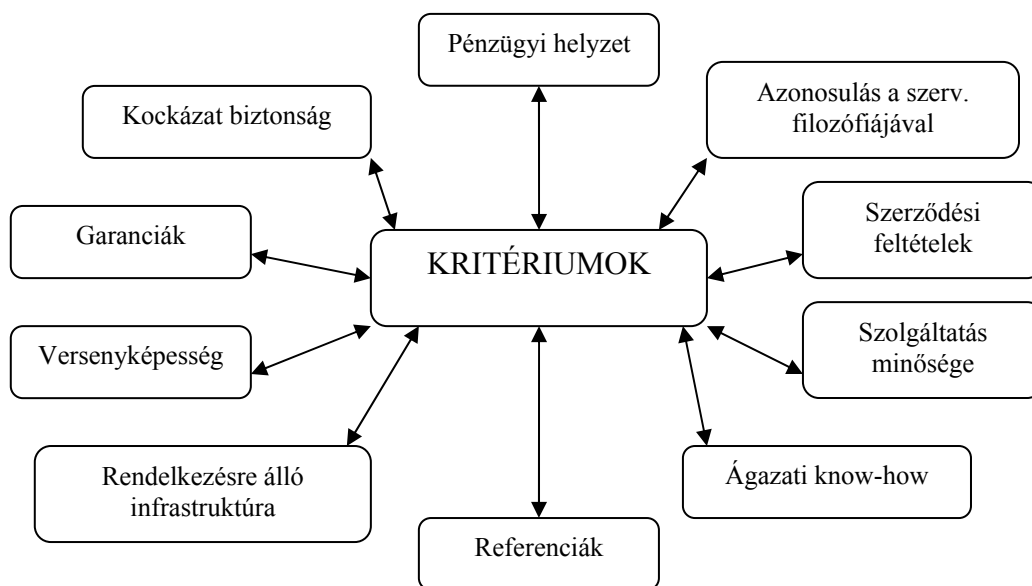 Pénzügyi helyzet
Kockázat biztonság
Azonosulás a szerv.
filozófiájával
Garanciák
KRITÉRIUMOK
Szerződési
feltételek
Versenyképesség
Szolgáltatás
minősége
Rendelkezésre álló
infrastruktúra
Ágazati know-how
Referenciák